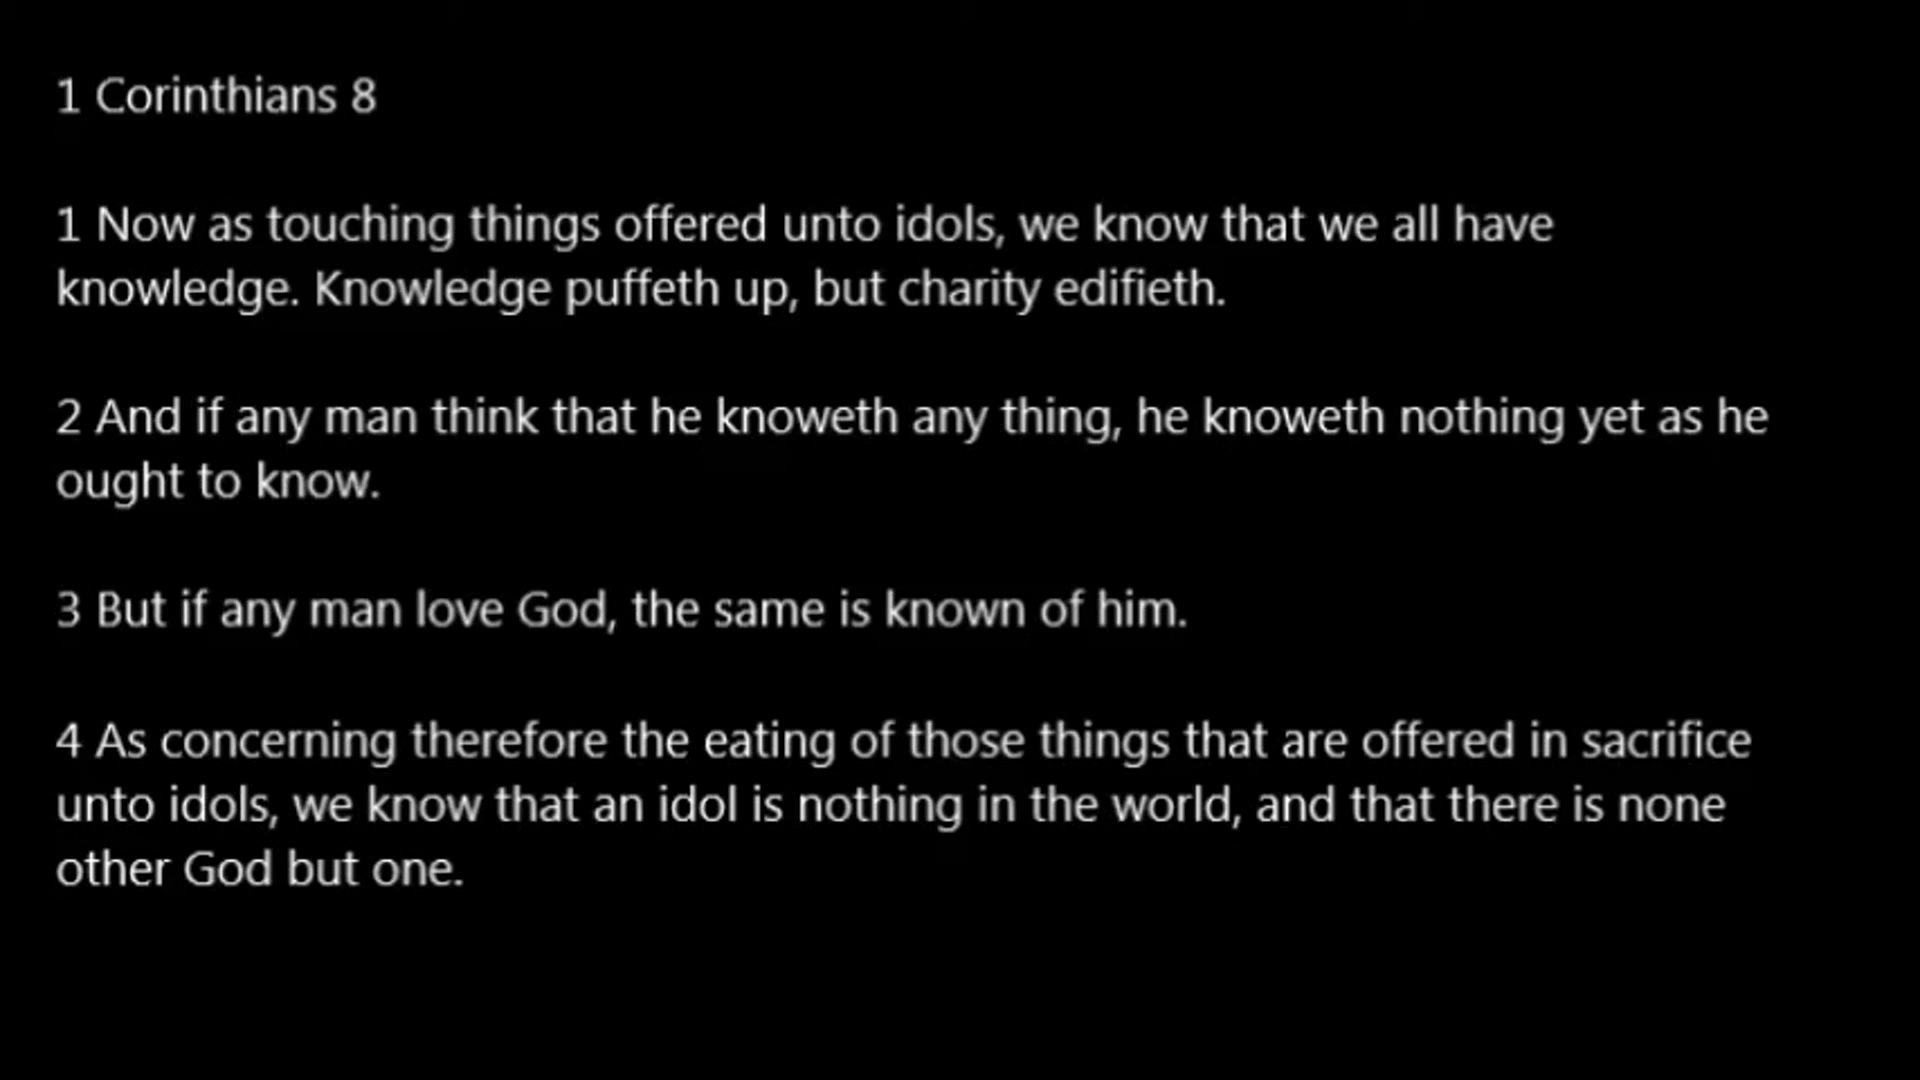 1 Corinthians 8
1 Now as touching things offered unto idols, we know that we all have
knowledge. Knowledge puffeth up, but charity edifieth.
2 And if any man think that he knoweth any thing, he knoweth nothing yet as he
ought to know.
3 But if any man love God, the same is known of him.
4 As concerning therefore the eating of those things that are offered in sacrifice
unto idols, we know that an idol is nothing in the world, and that there is none
other God but one.